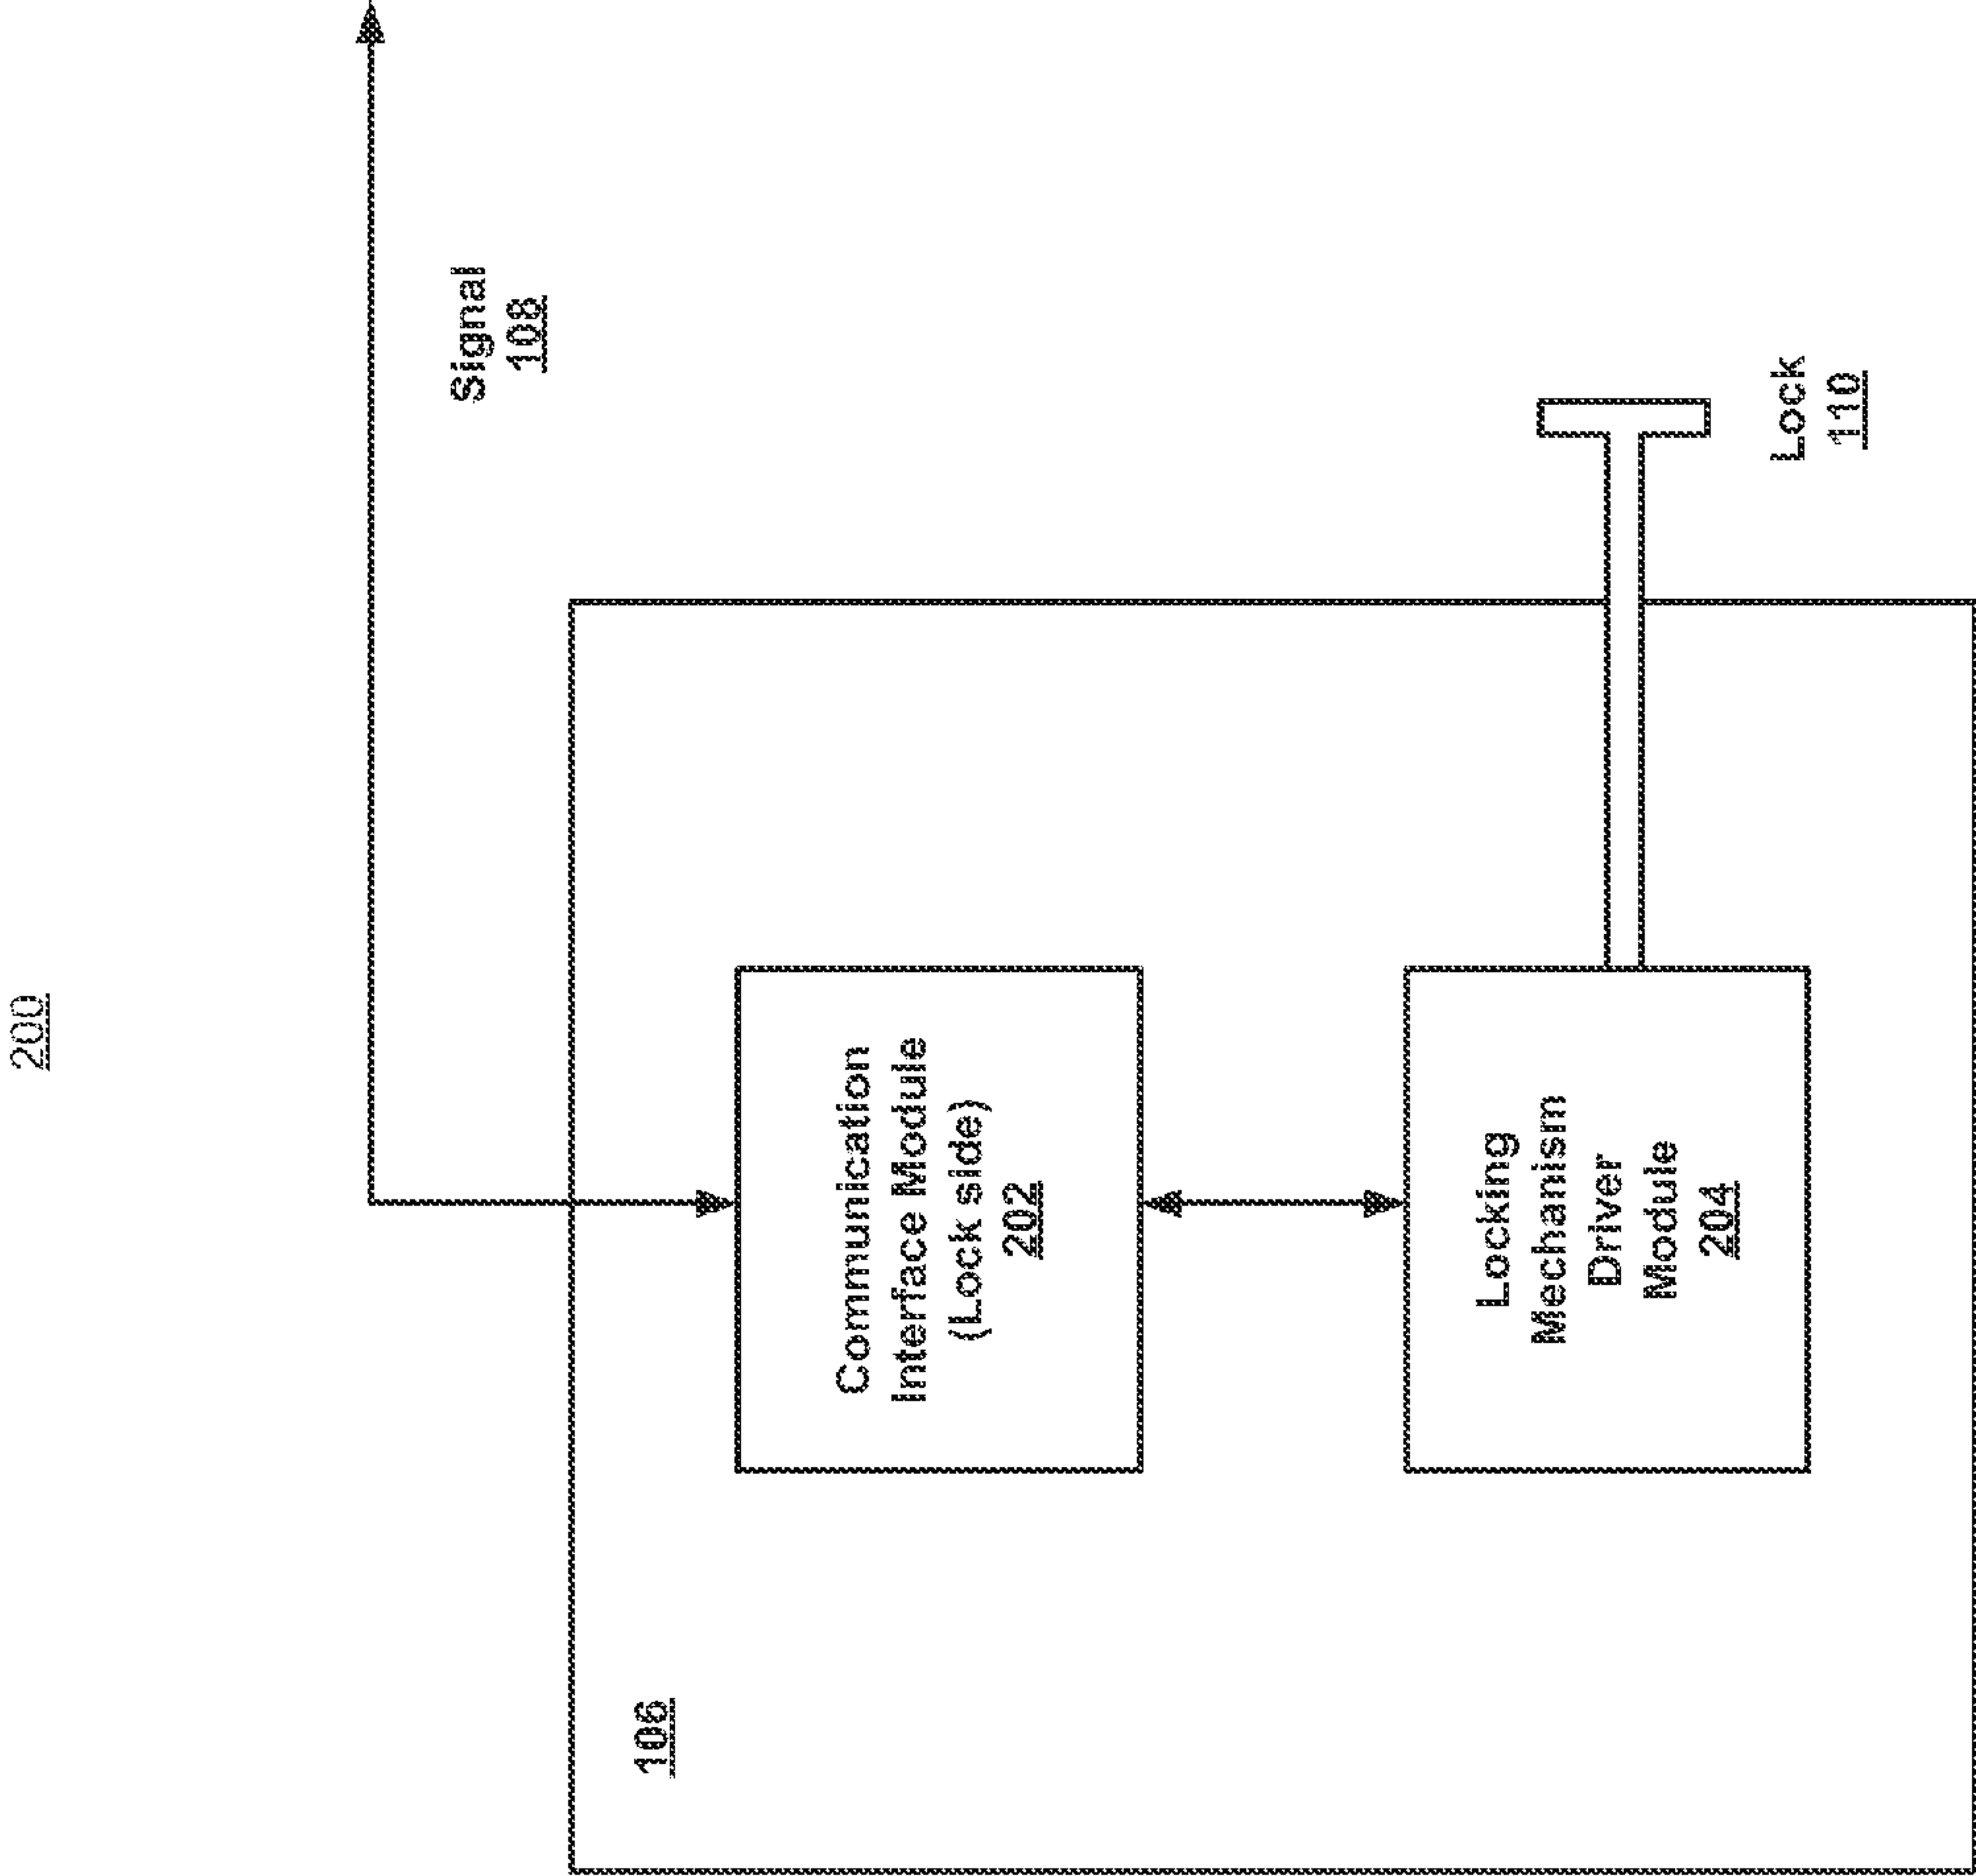 200
Signal
108
106
Communication
Interface Module
(Lock side)
202
Locking
Mechanism
Driver
Module
204
Lock
110